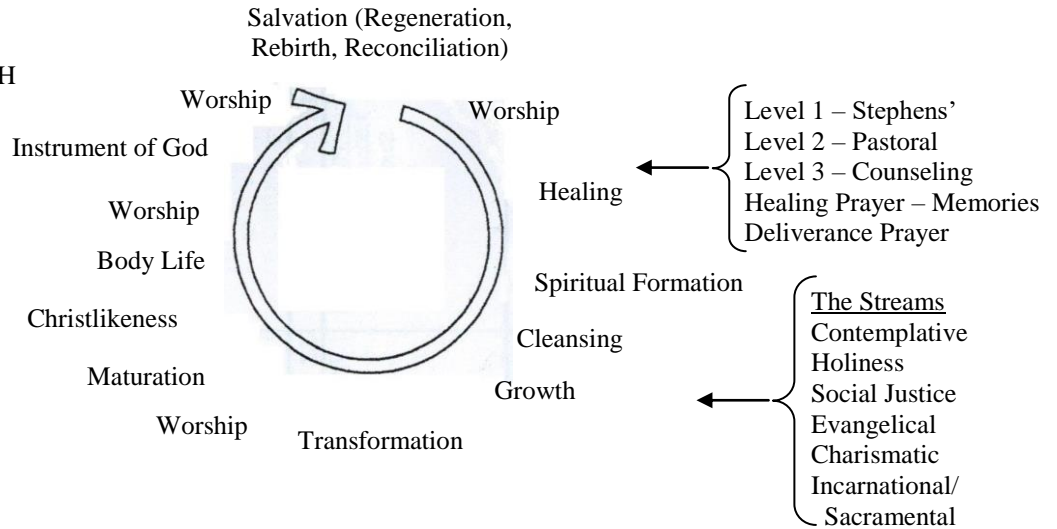 Salvation (Regeneration,
Rebirth, Reconciliation)
H
Worship
Worship
Instrument of God
Healing
Worship
Body Life
Spiritual Formation
Christlikeness
Cleansing
Maturation
Growth
Worship
Transformation
Level 1 – Stephens’
Level 2 – Pastoral
Level 3 – Counseling
Healing Prayer – Memories
Deliverance Prayer
The Streams
Contemplative
Holiness
Social Justice
Evangelical
Charismatic
Incarnational/
Sacramental